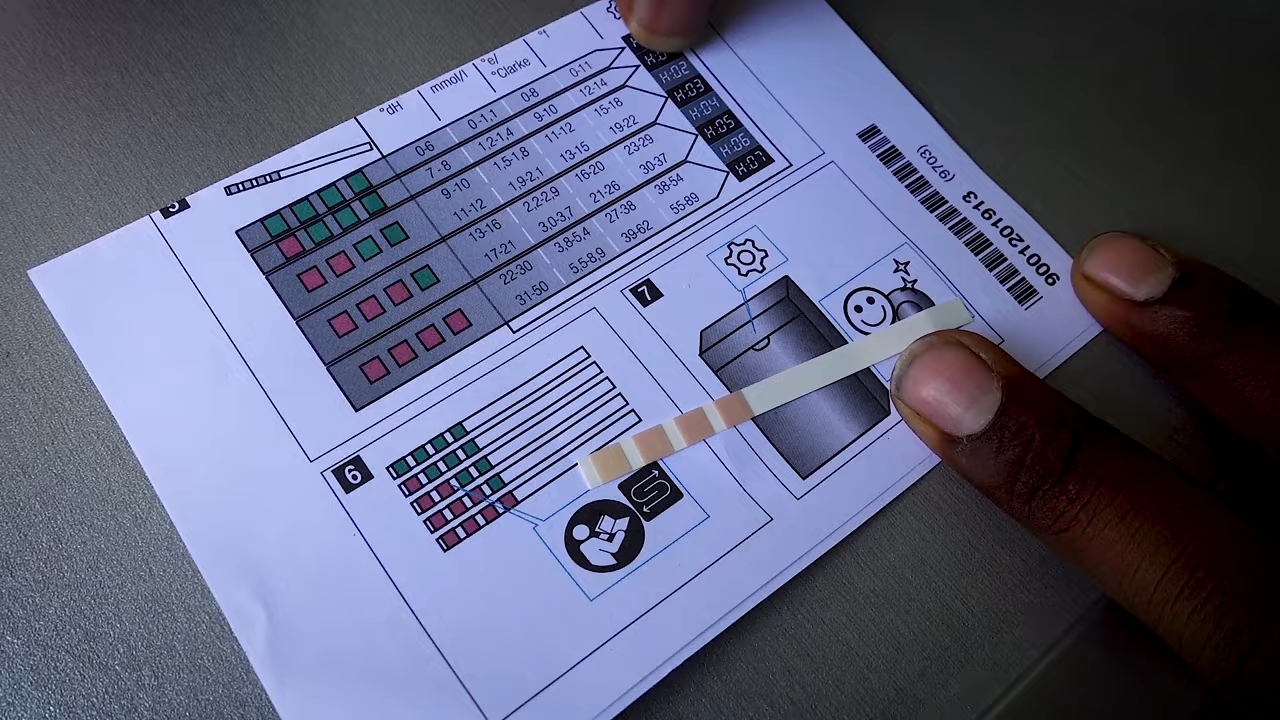 °dH mmol/l °e/ °f
°Clarke
0-6 0-1,1 0-8 0-11
7-8 1,2-1,4 9-10 12-14 H:02
9-10 1,5-1,8 11-12 15-18 H:03
11-12 1,9-2,1 13-15 19-22 H:04
13-16 2,2-2,9 16-20 23-29 H:05
17-21 3,0-3,7 21-26 30-37 H:06
22-30 3,8-5,4 27-38 38-54 H:07
31-50 5,5-8,9 39-62 55-89
5
6
7
9001201913
(9703)